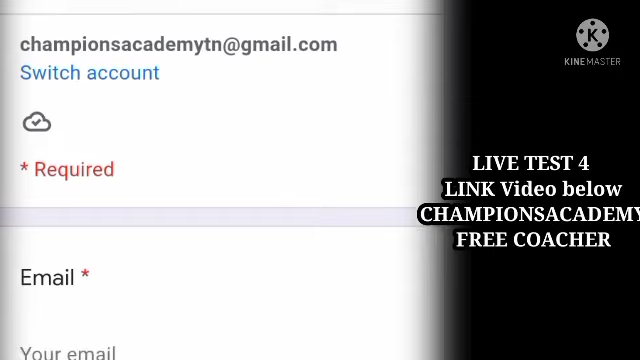 championsacademytn@gmail.com
Switch account
* Required
Email *
Your email
KINEMASTER
LIVE TEST 4
LINK Video below
CHAMPIONSACADEMY
FREE COACHER